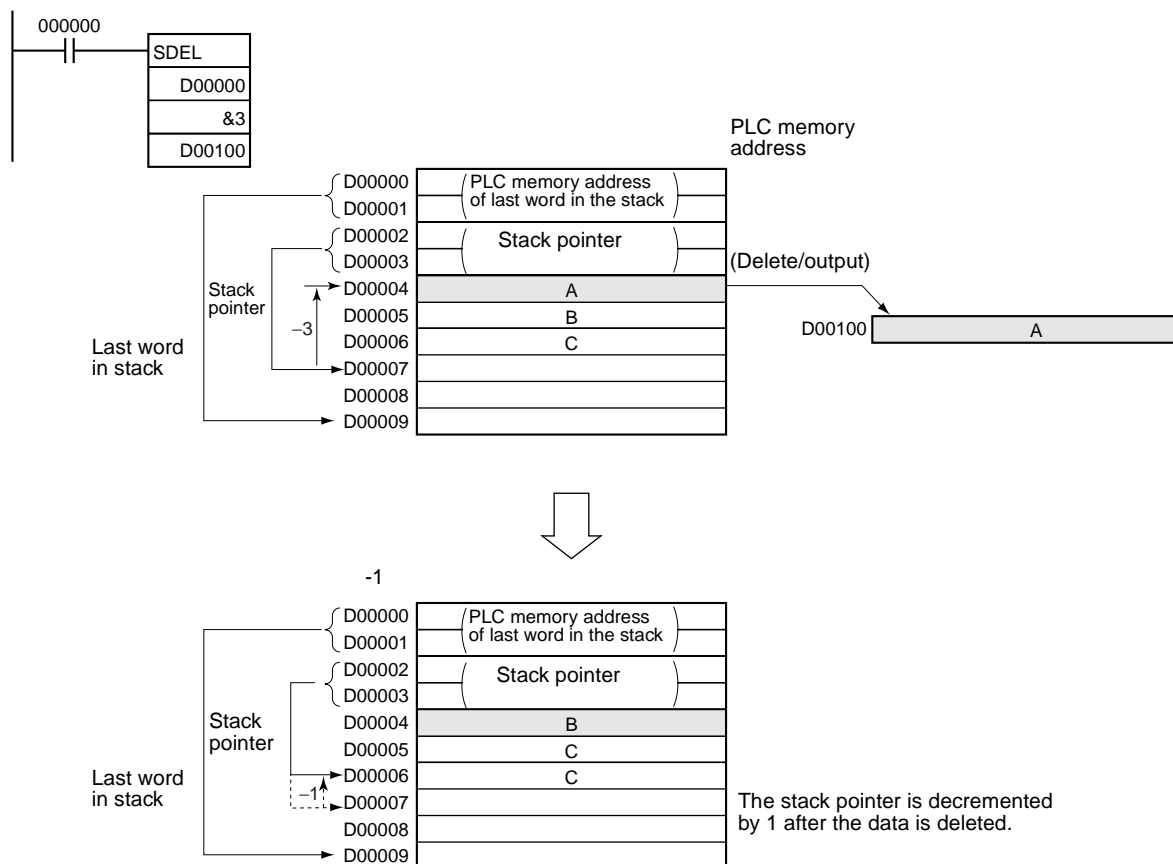 000000
SDEL
D00000
&3
D00100
PLC memory
address
D00000
D00001
D00002
D00003
D00004
D00005
D00006
D00007
D00008
D00009
(PLC memory address
of last word in the stack)
Stack pointer
A
B
C
Stack
pointer
–3
Last word
in stack
(Delete/output)
D00100
A
-1
D00000
D00001
D00002
D00003
D00004
D00005
D00006
D00007
D00008
D00009
(PLC memory address
of last word in the stack)
Stack pointer
B
C
C
Stack
pointer
–1
Last word
in stack
The stack pointer is decremented
by 1 after the data is deleted.